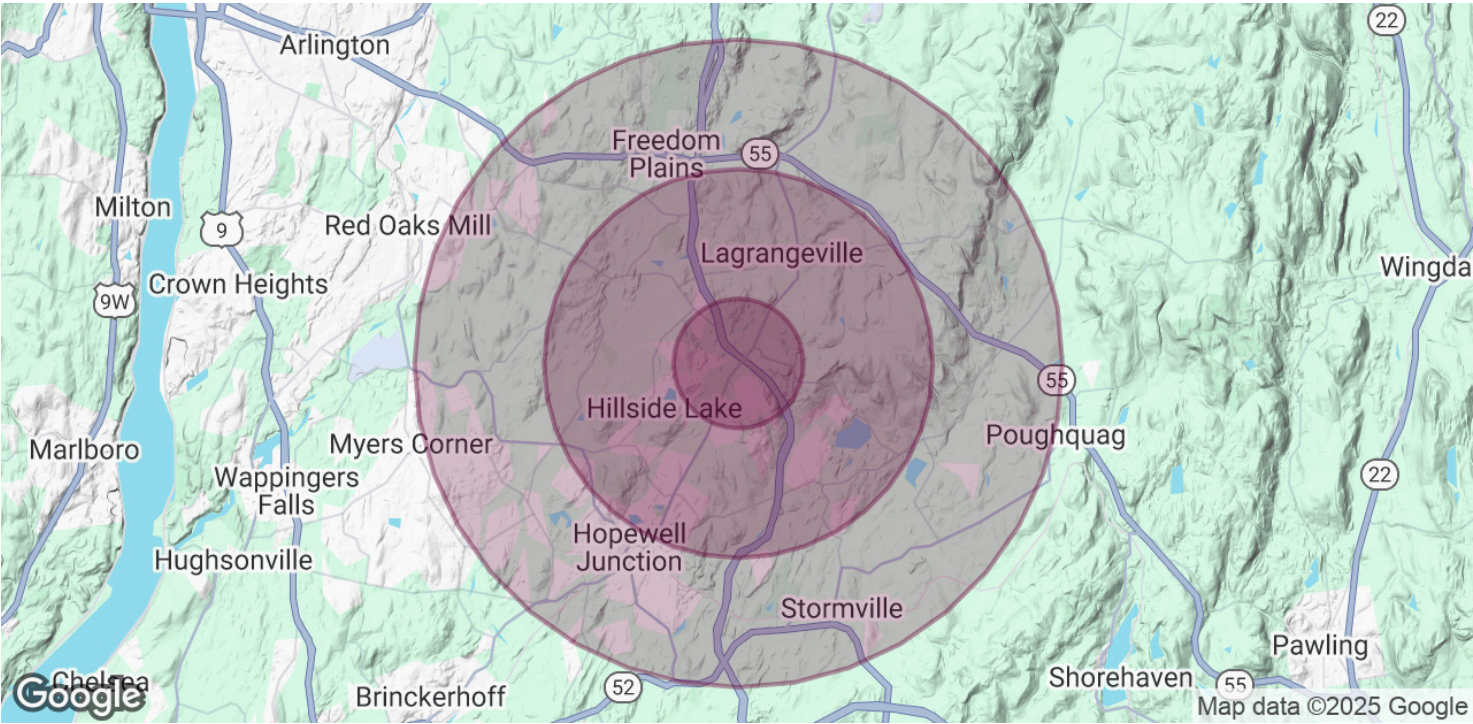 22
Arlington
Freedom
Plains
55
Milton
9
Red Oaks Mill
Lagrangeville
Wingda
Crown Heights
9W
55
Hillside Lake
Marlboro
Myers Corner
Poughquag
Wappingers
Falls
22
Hopewell
Junction
Hughsonville
Stormville
Pawling
Chelsea
Google
Brinckerhoff
52
Shorehaven
55
Map data ©2025 Google